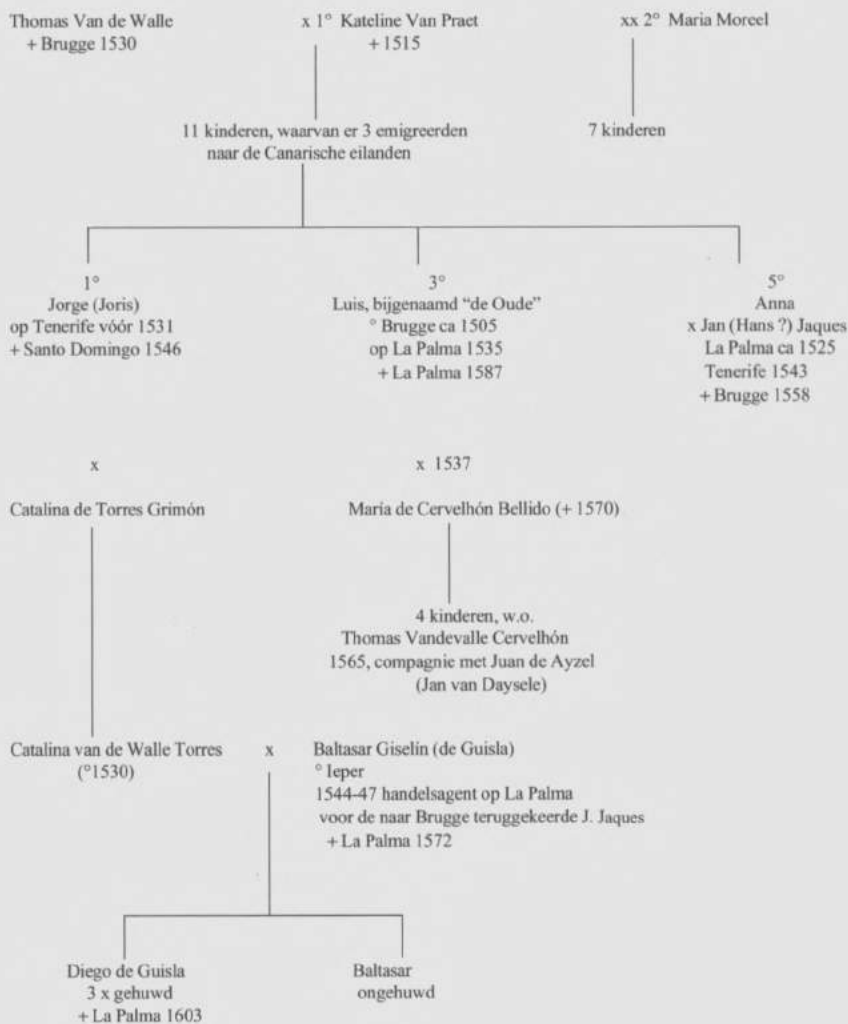 Thomas Van de Walle
+ Brugge 1530
x 1° Kateline Van Praet
+ 1515
xx 2° Maria Moreel
11 kinderen, waarvan er 3 emigreerden
naar de Canarische eilanden
7 kinderen
1°
Jorge (Joris)
op Tenerife vóór 1531
+ Santo Domingo 1546
3°
Luis, bijgenaamd “de Oude”
° Brugge ca 1505
op La Palma 1535
+ La Palma 1587
5°
Anna
x Jan (Hans ?) Jaques
La Palma ca 1525
Tenerife 1543
+ Brugge 1558
x
x 1537
Catalina de Torres Grimón
María de Cervelhón Bellido (+ 1570)
4 kinderen, w.o.
Thomas Vandevalle Cervelhón
1565, compagnie met Juan de Ayzel
(Jan van Daysele)
Catalina van de Walle Torres
(°1530)
x
Baltasar Giselin (de Guisla)
° Ieper
1544-47 handelsagent op La Palma
voor de naar Brugge teruggekeerde J. Jaques
+ La Palma 1572
Diego de Guisla
3 x gehuwd
+ La Palma 1603
Baltasar
ongehuwd